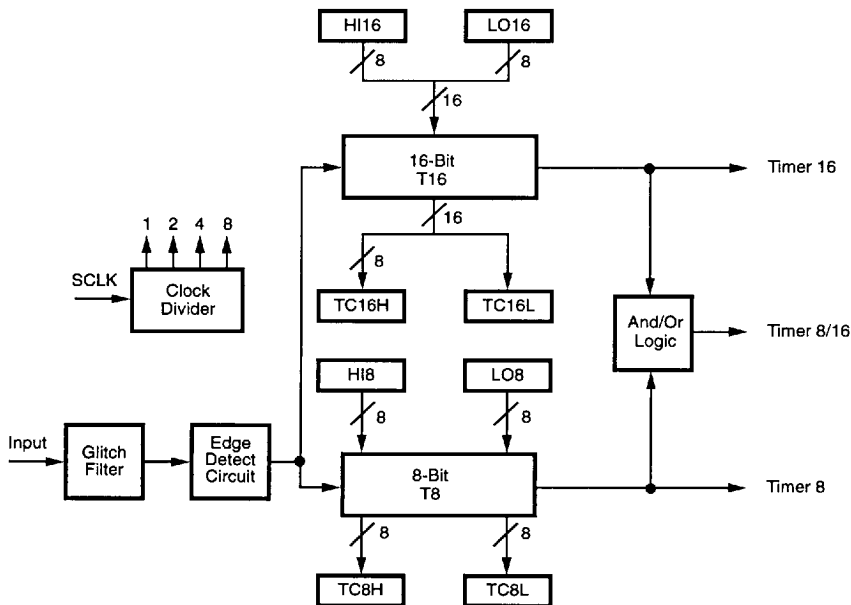 HI16
LO16
8
8
16
16-Bit
T16
Timer 16
16
1 2 4 8
8
SCLK
Clock
Divider
TC16H
TC16L
And/Or
Logic
Timer 8/16
HI8
LO8
8
8
Input
Glitch
Filter
Edge
Detect
Circuit
8-Bit
T8
Timer 8
8
8
TC8H
TC8L